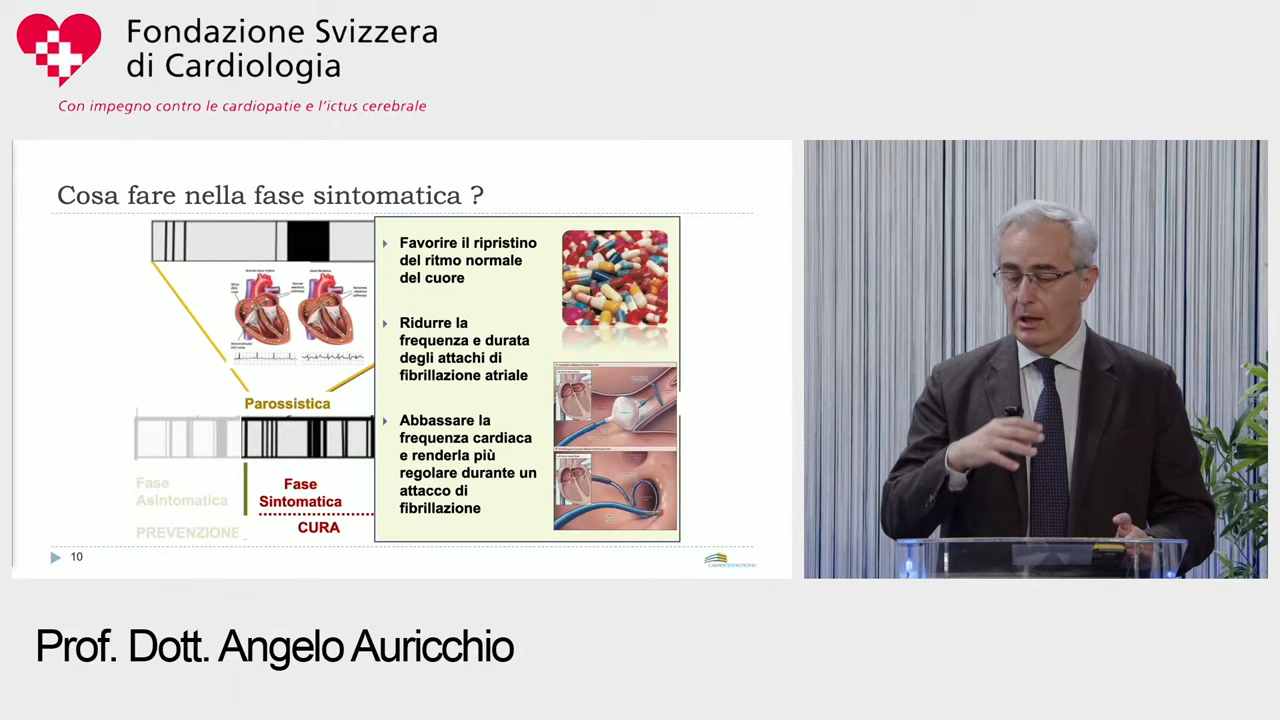 Fondazione Svizzera
di Cardiologia
Con impegno contro le cardiopatie e l'ictus cerebrale
Cosa fare nella fase sintomatica ?
Favorire il ripristino
del ritmo normale
del cuore
Ridurre la
frequenza e durata
degli attachi di
fibrillazione atriale
Abbassare la
frequenza cardiaca
e renderla più
regolare durante un
attacco di
fibrillazione
Parossistica
Fase
Asintomatica
PREVENZIONE
Fase
Sintomatica
CURA
10
CARDIOCENTROTICINO
Prof. Dott. Angelo Auricchio